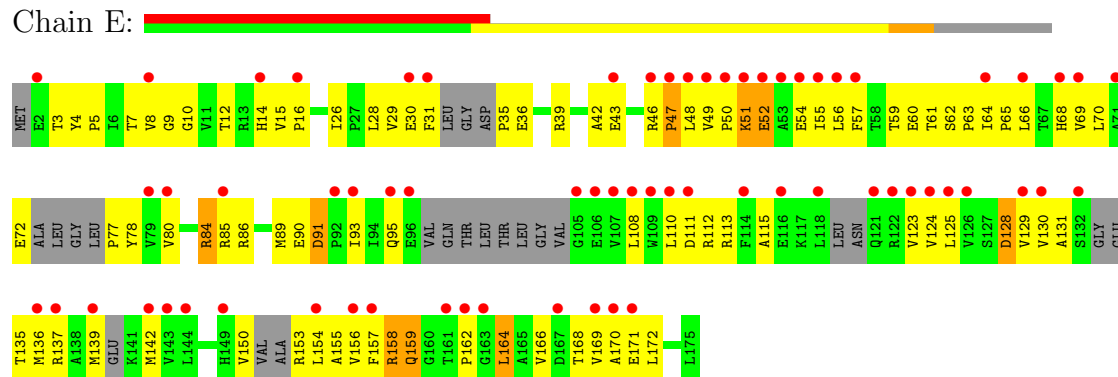 Chain E:
MET E2 T3 Y4 P5 I6 T7 V8 G9 G10 V11 T12 R13 H14 V15 P16 I26 P27 L28 V29 E30 F31 LEU GLY ASP P35 E36 R39 A42 E43 R46 P47 L48 V49 P50 K51 E52 A53 E54 I55 L56 F57 T58 T59 E60 T61 S62 P63 I64 P65 L66 T67 H68 V69 L70 A71
E72 ALA LEU GLY LEU P77 Y78 V79 V80 R84 R85 R86 M89 E90 D91 P92 I93 I94 Q95 E96 VAL GLN THR LEU THR LEU GLY VAL G105 E106 V107 L108 W109 L110 D111 R112 R113 F114 A115 E116 K117 L118 LEU ASN Q121 R122 V123 V124 L125 V126 S127 D128 V129 V130 A131 S132 GLY GLU
T135 M136 R137 A138 M139 GLU K141 M142 V143 L144 H149 V150 VAL ALA R153 L154 A155 V156 F157 R158 Q159 G160 T161 P162 G163 L164 A165 V166 D167 T168 V169 A170 E171 L172 L175